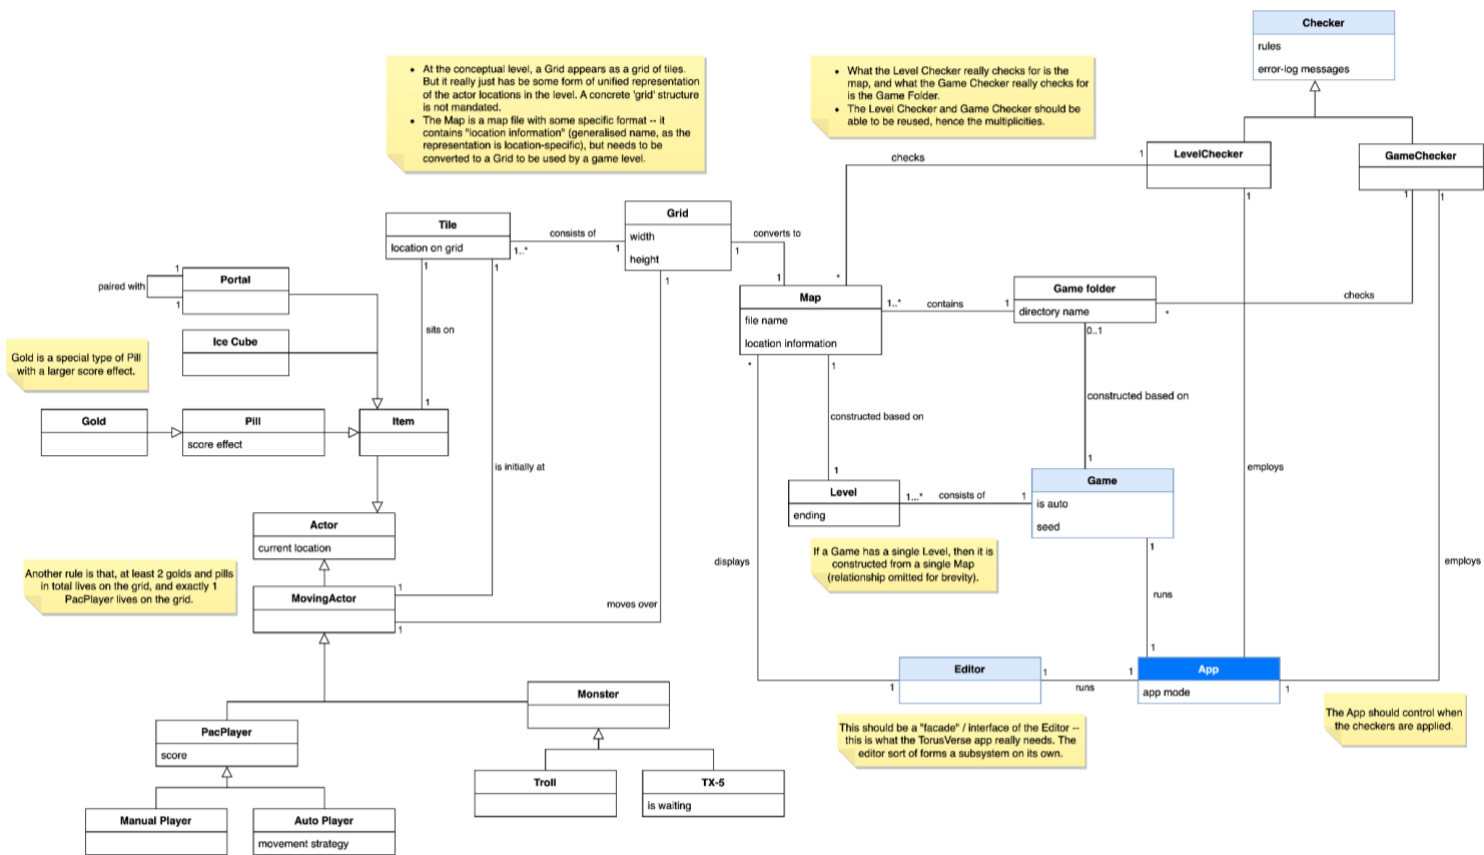 Checker
rules
error-log messages
• At the conceptual level, a Grid appears as a grid of tiles.
But it really just has be some form of unified representation
of the actor locations in the level. A concrete 'grid' structure
is not mandated.
• The Map is a map file with some specific format -- it
contains "location information" (generalised name, as the
representation is location-specific), but needs to be
converted to a Grid to be used by a game level.
• What the Level Checker really checks for is the
map, and what the Game Checker really checks for
is the Game Folder.
• The Level Checker and Game Checker should be
able to be reused, hence the multiplicities.
checks
1
LevelChecker
GameChecker
1
1
1
Tile
location on grid
1..*
consists of
1
Grid
width
height
1
converts to
1
1
1
1
*
Portal
paired with
1
1
Ice Cube
sits on
Map
file name
location information
1..*
contains
1
Game folder
directory name
*
checks
0..1
*
1
Gold is a special type of Pill
with a larger score effect.
Gold
Pill
score effect
Item
1
constructed based on
constructed based on
is initially at
employs
1
1
Level
ending
1...*
consists of
1
Game
is auto
seed
1
Actor
current location
If a Game has a single Level, then it is
constructed from a single Map
(relationship omitted for brevity).
displays
employs
Another rule is that, at least 2 golds and pills
in total lives on the grid, and exactly 1
PacPlayer lives on the grid.
MovingActor
1
1
moves over
runs
1
Editor
1
1
runs
1
App
app mode
1
Monster
PacPlayer
score
This should be a "facade" / interface of the Editor --
this is what the TorusVerse app really needs. The
editor sort of forms a subsystem on its own.
The App should control when
the checkers are applied.
Troll
TX-5
is waiting
Manual Player
Auto Player
movement strategy